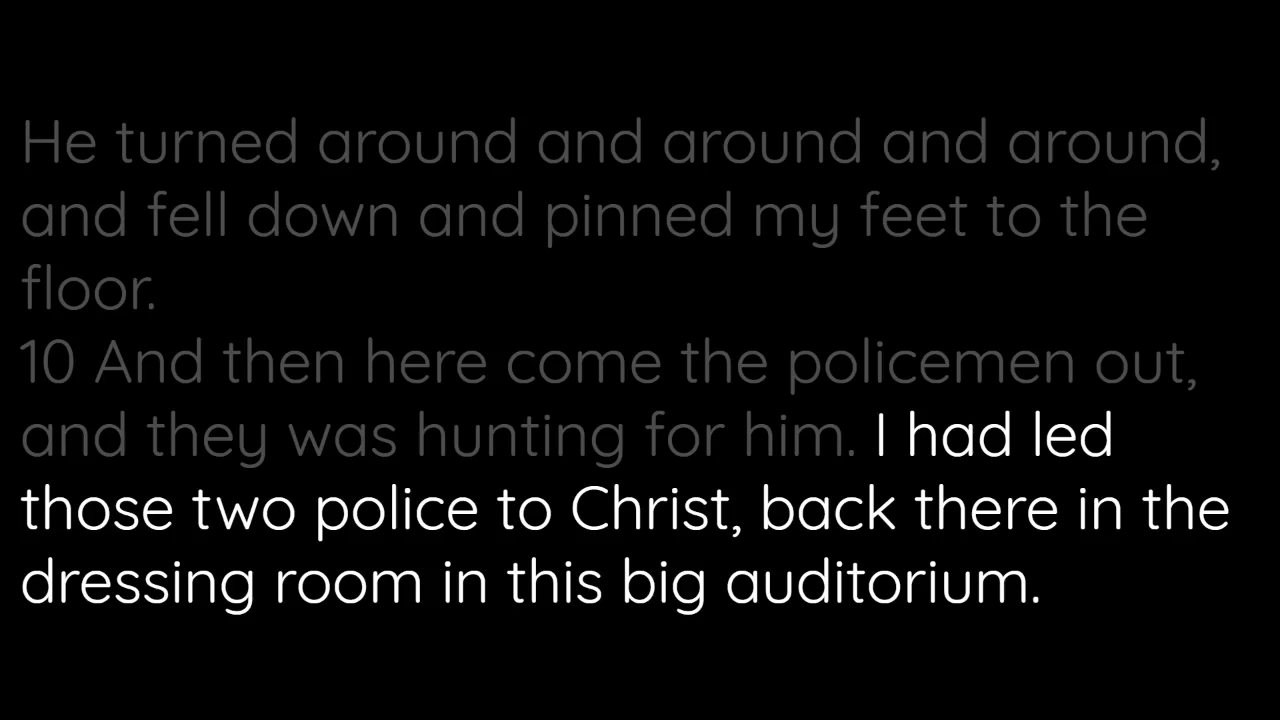 He turned around and around and around,
and fell down and pinned my feet to the
floor.
10 And then here come the policemen out,
and they was hunting for him. I had led
those two police to Christ, back there in the
dressing room in this big auditorium.